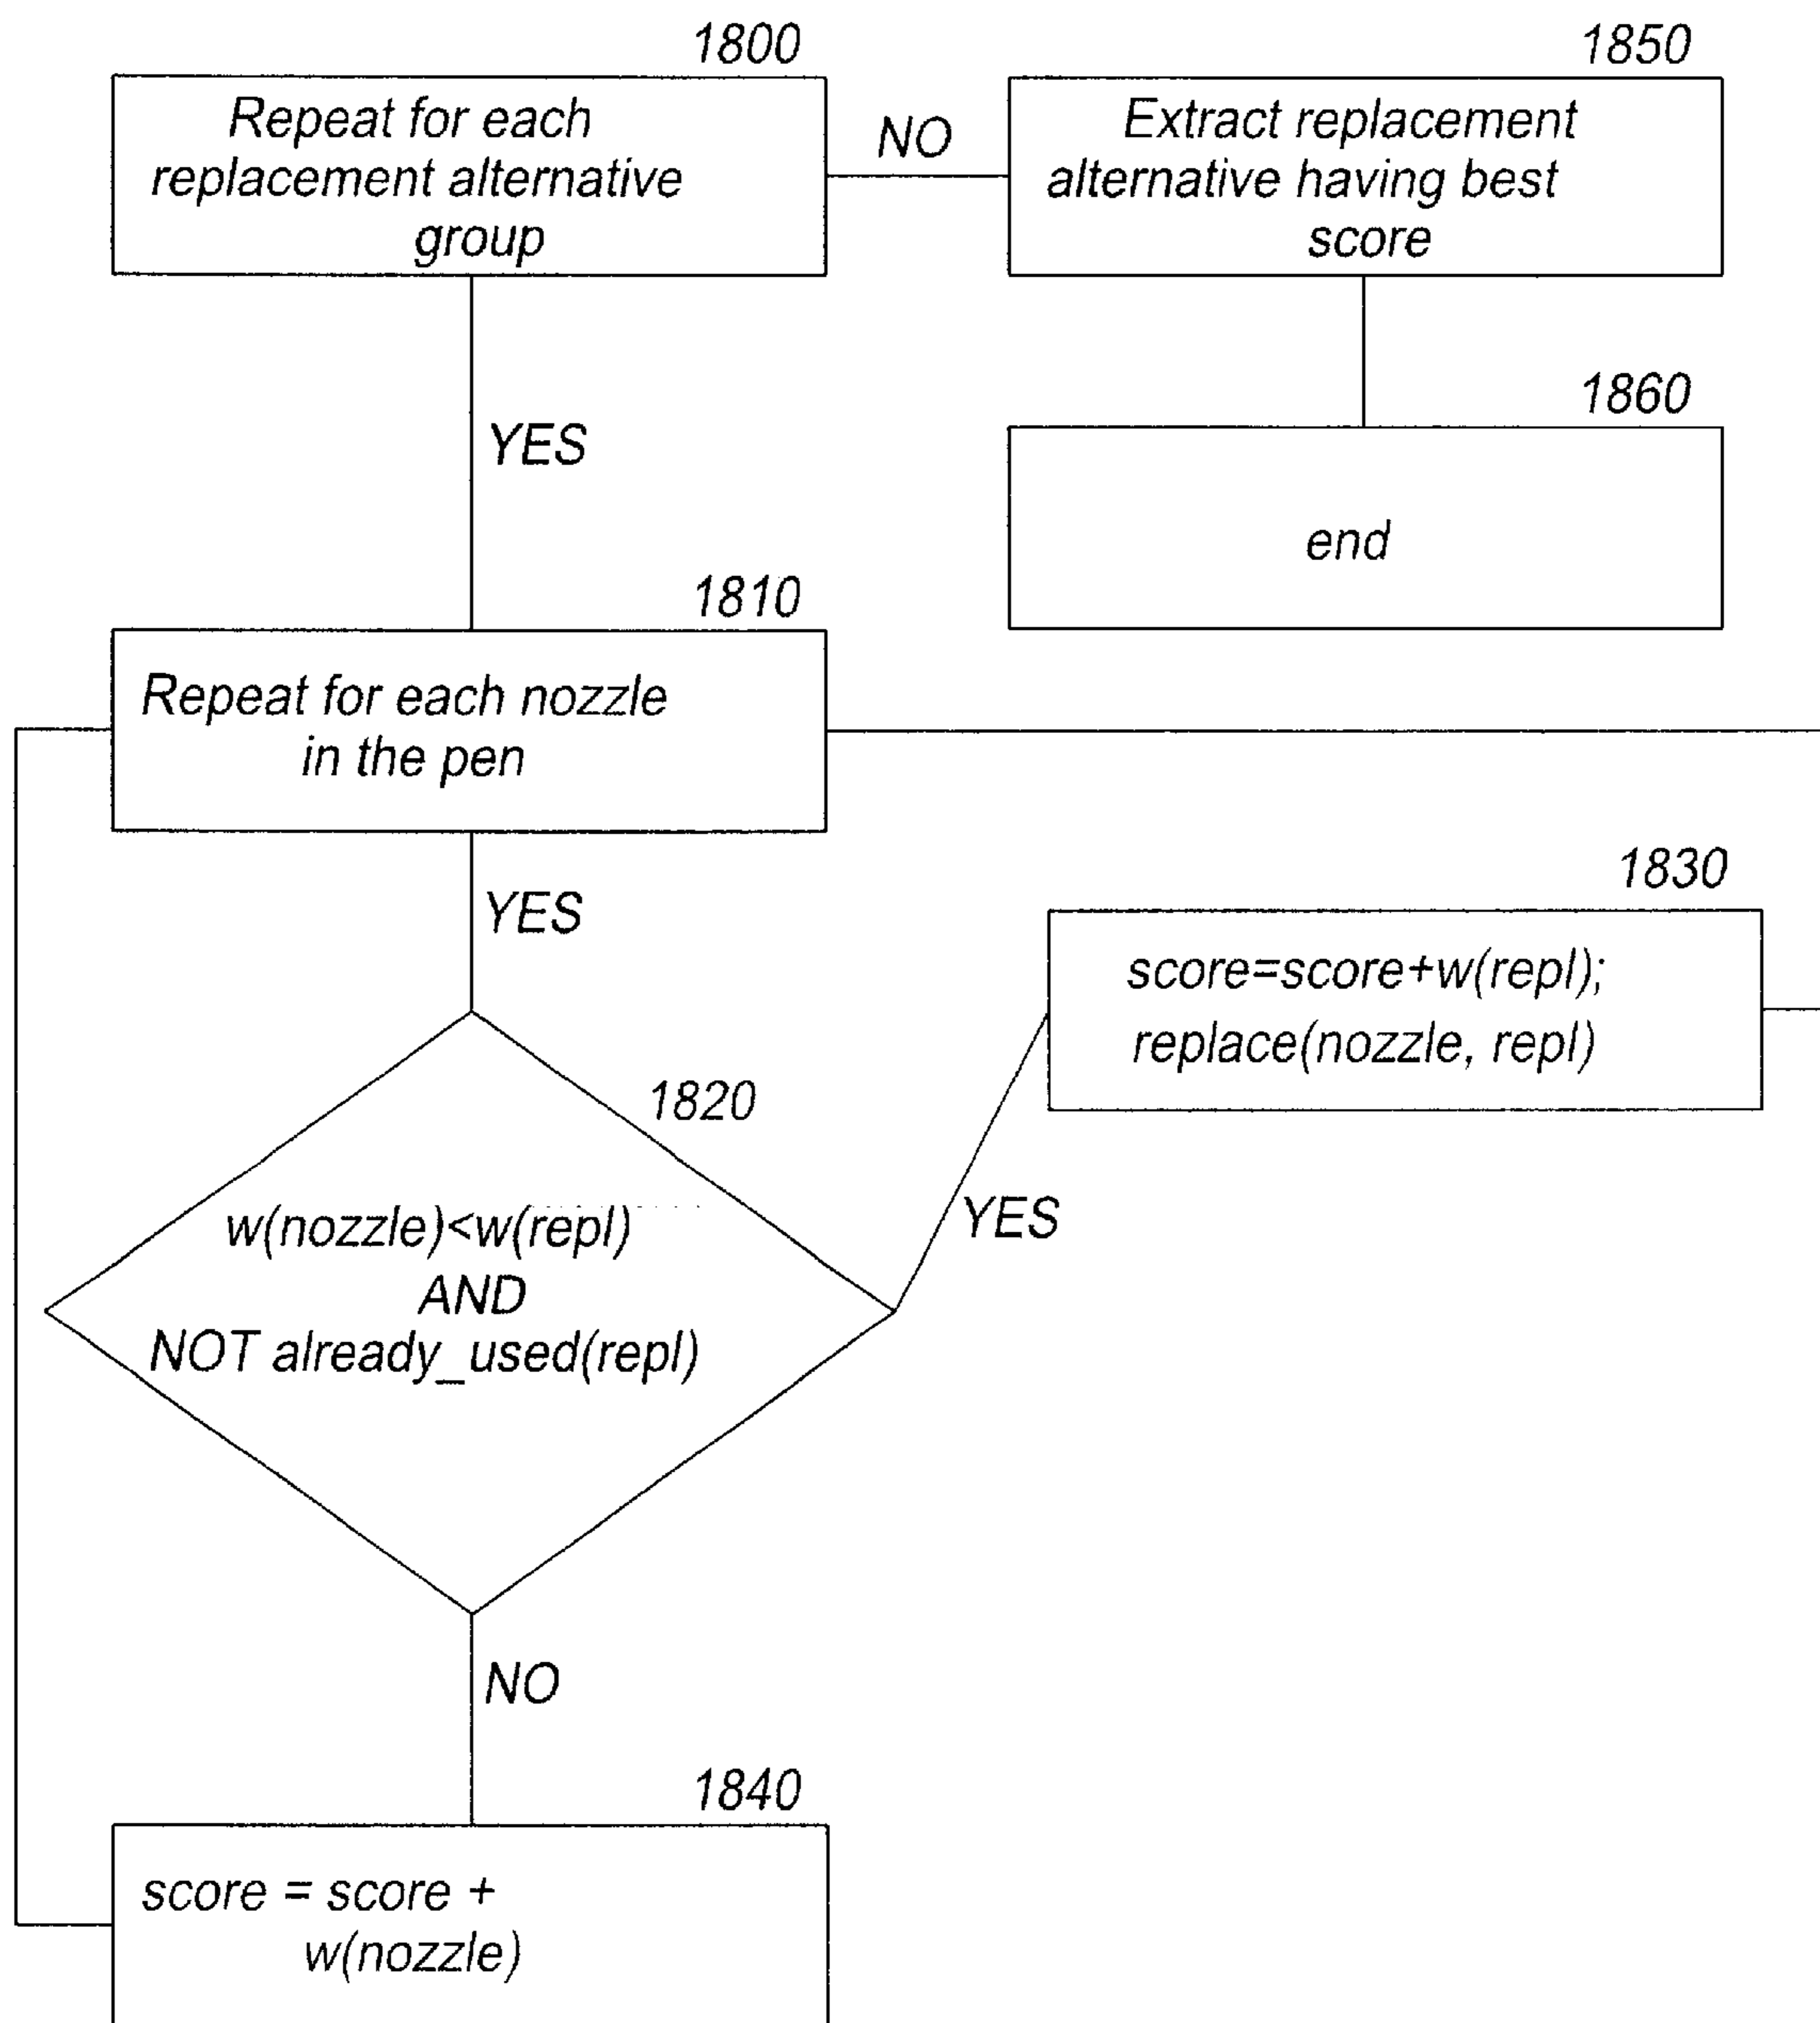 1800
Repeat for each
replacement alternative
group
NO
1850
Extract replacement
alternative having best
score
YES
1860
end
1810
Repeat for each nozzle
in the pen
YES
1830
score=score+w(repl);
replace(nozzle, repl)
1820
w(nozzle)<w(repl)
AND
NOT already_used(repl)
YES
NO
1840
score = score +
w(nozzle)